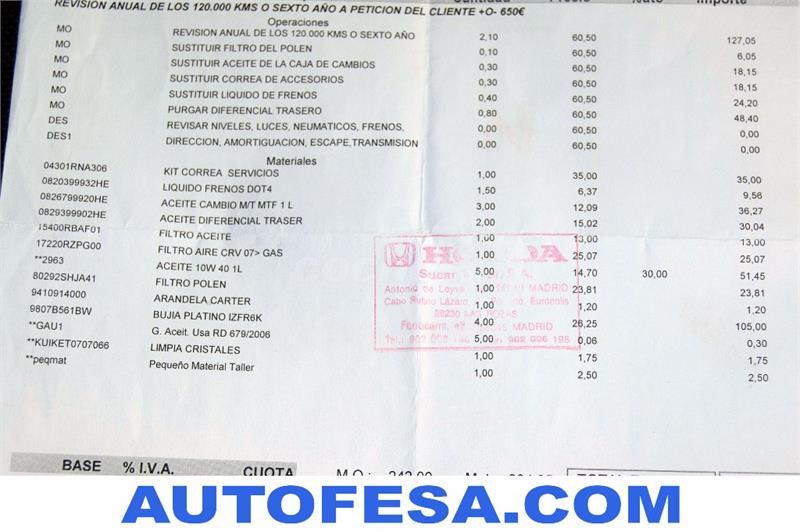 REVISION ANUAL DE LOS 120.000 KMS O SEXTO AÑO A PETICION DEL CLIENTE +O- 650€
Operaciones
MO REVISION ANUAL DE LOS 120.000 KMS O SEXTO AÑO 2,10 60,50 127,05
MO SUSTITUIR FILTRO DEL POLEN 0,10 60,50 6,05
MO SUSTITUIR ACEITE DE LA CAJA DE CAMBIOS 0,30 60,50 18,15
MO SUSTITUIR CORREA DE ACCESORIOS 0,30 60,50 18,15
MO SUSTITUIR LIQUIDO DE FRENOS 0,40 60,50 24,20
MO PURGAR DIFERENCIAL TRASERO 0,80 60,50 48,40
DES REVISAR NIVELES, LUCES, NEUMATICOS, FRENOS, 0,00 60,50 0,00
DES1 DIRECCION, AMORTIGUACION, ESCAPE,TRANSMISION 0,00 60,50 0,00
Materiales
04301RNA306 KIT CORREA SERVICIOS 1,00 35,00 35,00
0820399932HE LIQUIDO FRENOS DOT4 1,50 6,37 9,56
0826799920HE ACEITE CAMBIO M/T MTF 1 L 3,00 12,09 36,27
0829399902HE ACEITE DIFERENCIAL TRASER 2,00 15,02 30,04
15400RBAF01 FILTRO ACEITE 1,00 13,00 13,00
17220RZPG00 FILTRO AIRE CRV 07> GAS 1,00 25,07 25,07
**2963 ACEITE 10W 40 1L 5,00 14,70 30,00 51,45
80292SHJA41 FILTRO POLEN 1,00 23,81 23,81
9410914000 ARANDELA CARTER 1,00 1,20 1,20
9807B561BW BUJIA PLATINO IZFR6K 4,00 26,25 105,00
**GAU1 G. Aceit. Usa RD 679/2006 5,00 0,06 0,30
**KUIKET0707066 LIMPIA CRISTALES 1,00 1,75 1,75
**peqmat Pequeño Material Taller 1,00 2,50 2,50
HONDA
Antonio de Leyva MADRID
Cabo Rufino Lázaro, Európolis
28230 LAS ROZAS
MADRID
Tel.: 902 006 902 006 198
BASE % I.V.A. CUOTA
AUTOFESA.COM